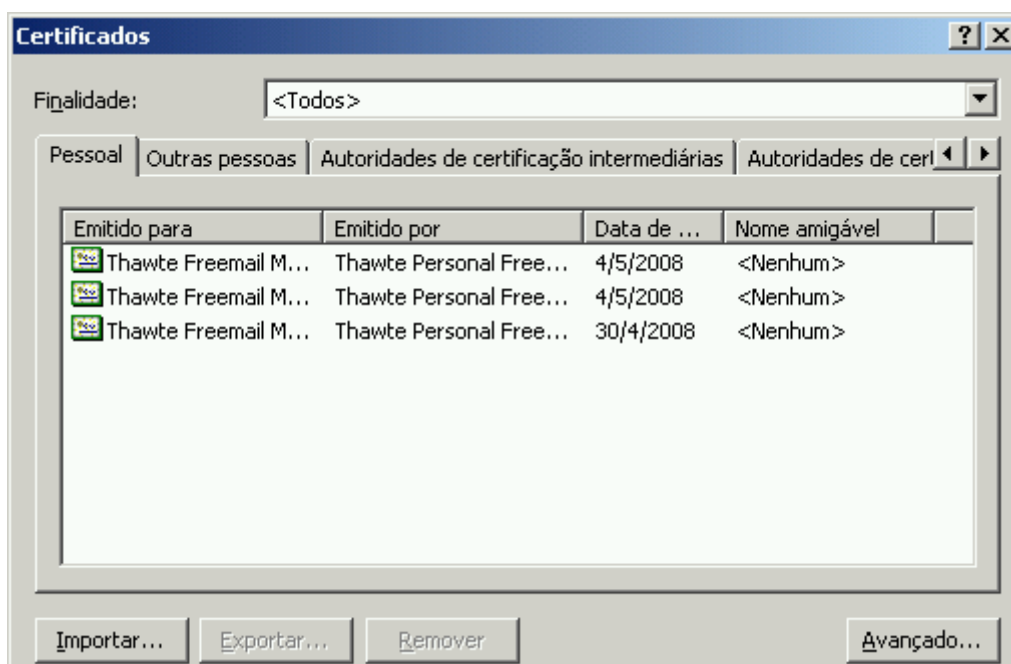 Certificados
Finalidade: <Todos>
Pessoal Outras pessoas Autoridades de certificação intermediárias Autoridades de cert
Emitido para Emitido por Data de ... Nome amigável
Thawte Freemail M... Thawte Personal Free... 4/5/2008 <Nenhum>
Thawte Freemail M... Thawte Personal Free... 4/5/2008 <Nenhum>
Thawte Freemail M... Thawte Personal Free... 30/4/2008 <Nenhum>
Importar... Exportar... Remover Avançado...